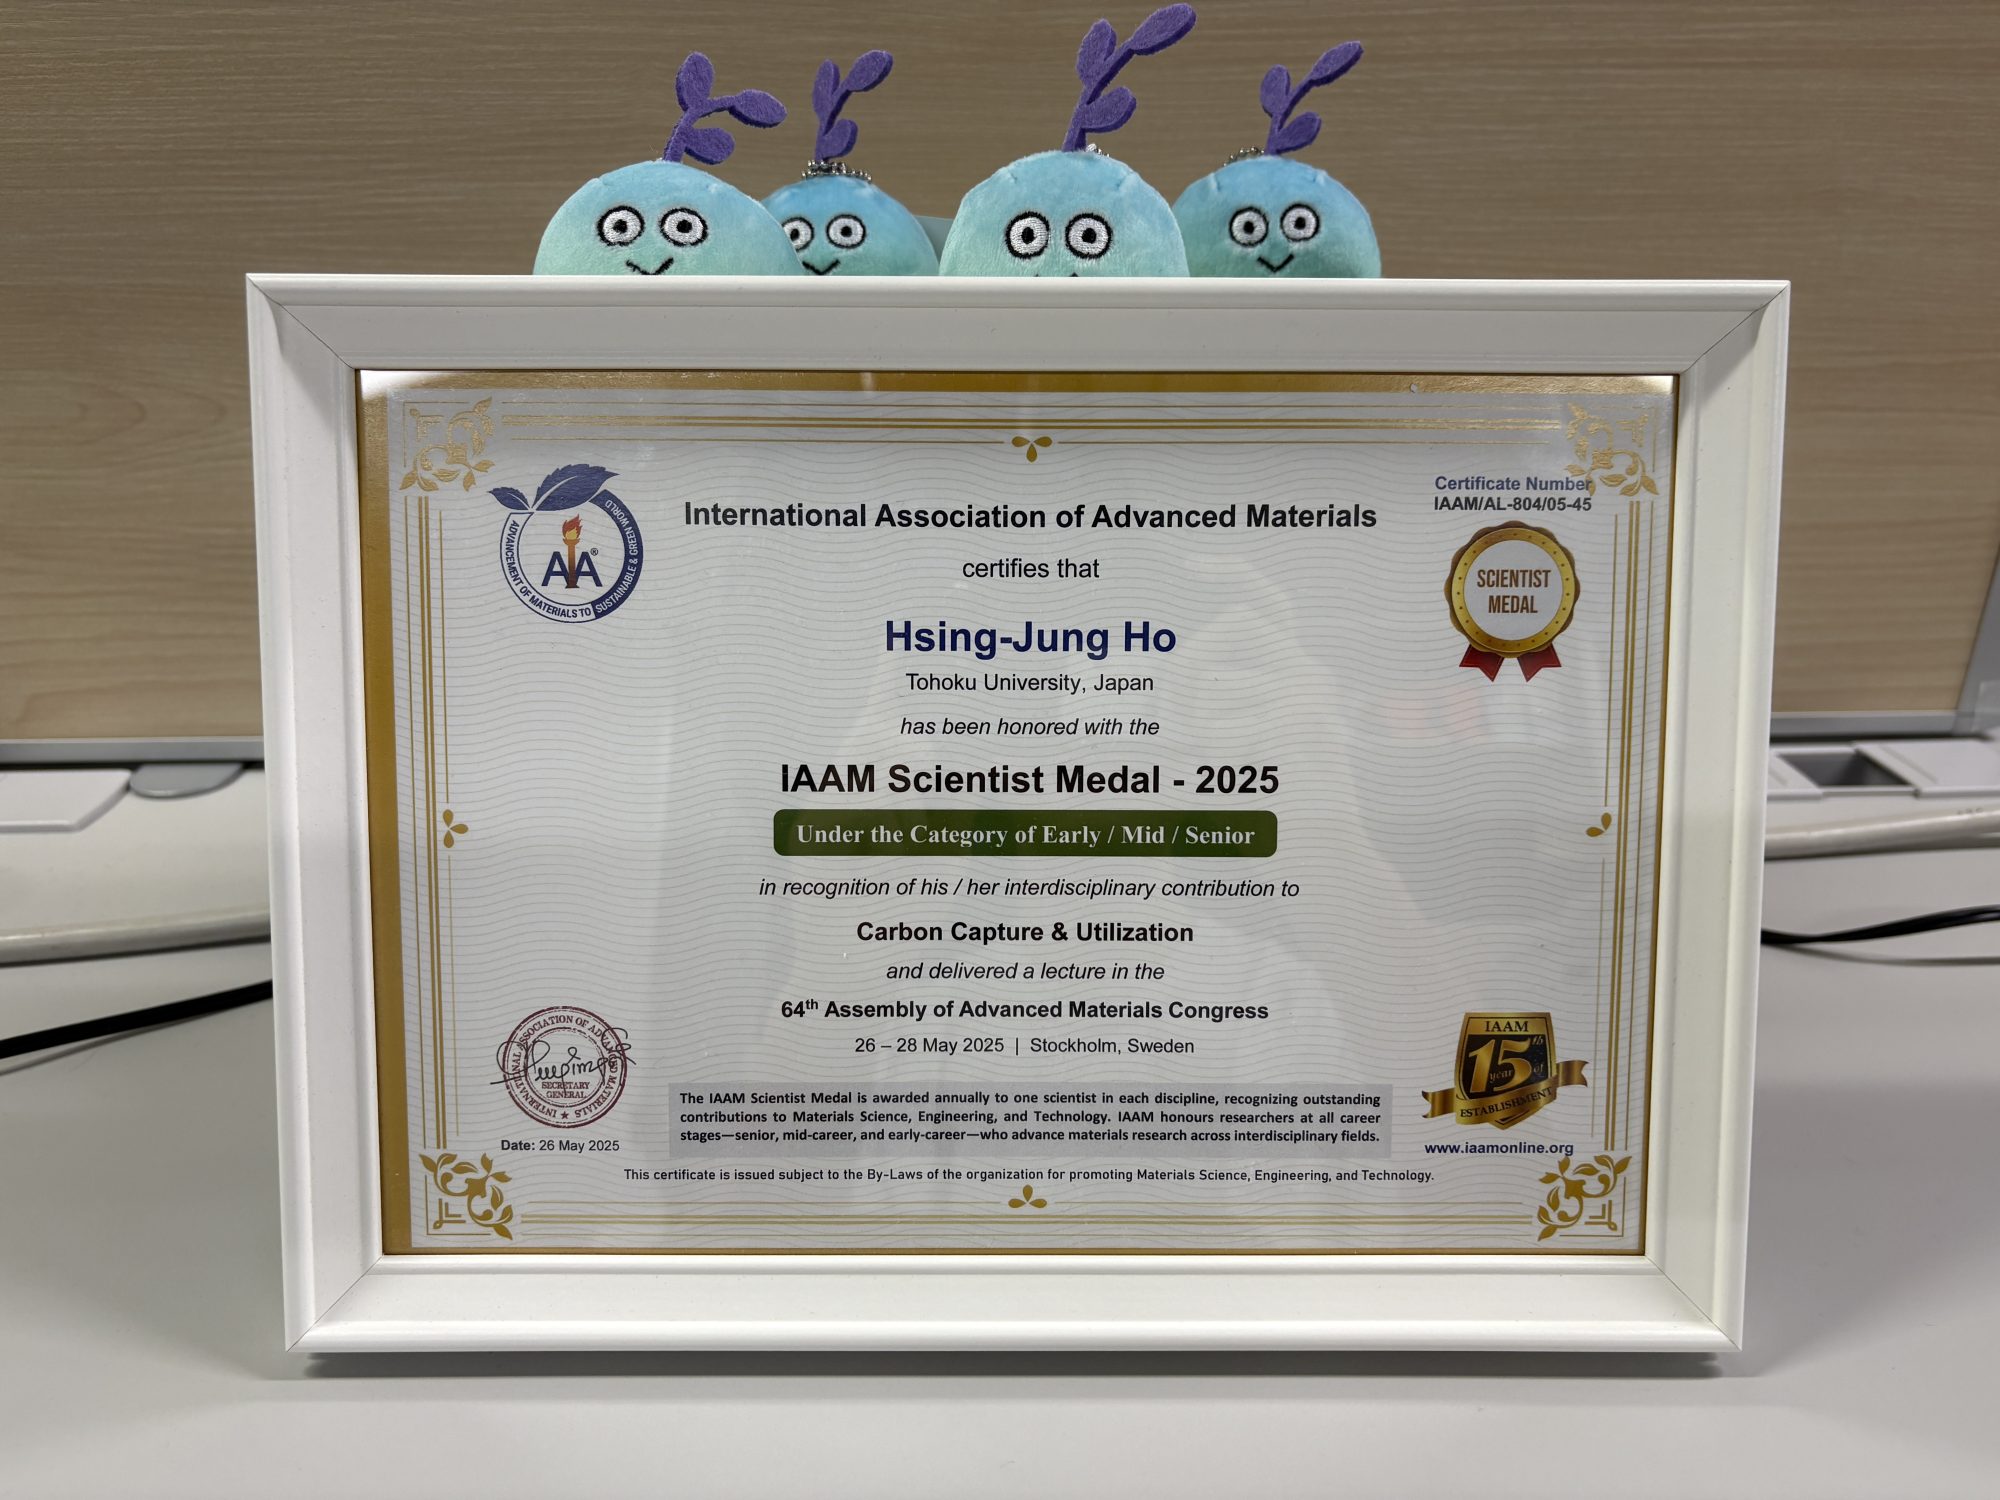 International Association of Advanced Materials
certifies that
Hsing-Jung Ho
Tohoku University, Japan
has been honored with the
IAAM Scientist Medal - 2025
Under the Category of Early / Mid / Senior
in recognition of his / her interdisciplinary contribution to
Carbon Capture & Utilization
and delivered a lecture in the
64th Assembly of Advanced Materials Congress
26 – 28 May 2025 | Stockholm, Sweden
The IAAM Scientist Medal is awarded annually to one scientist in each discipline, recognizing outstanding
contributions to Materials Science, Engineering, and Technology. IAAM honours researchers at all career
stages—senior, mid-career, and early-career—who advance materials research across interdisciplinary fields.
This certificate is issued subject to the By-Laws of the organization for promoting Materials Science, Engineering, and Technology.
ADVANCEMENT OF MATERIALS TO SUSTAINABLE & GREEN WORLD
AIA®
Certificate Number
IAAM/AL-804/05-45
SCIENTIST
MEDAL
INTERNATIONAL ASSOCIATION OF ADVANCED MATERIALS
SECRETARY
GENERAL
Date: 26 May 2025
IAAM
15th
year of
ESTABLISHMENT
www.iaamonline.org